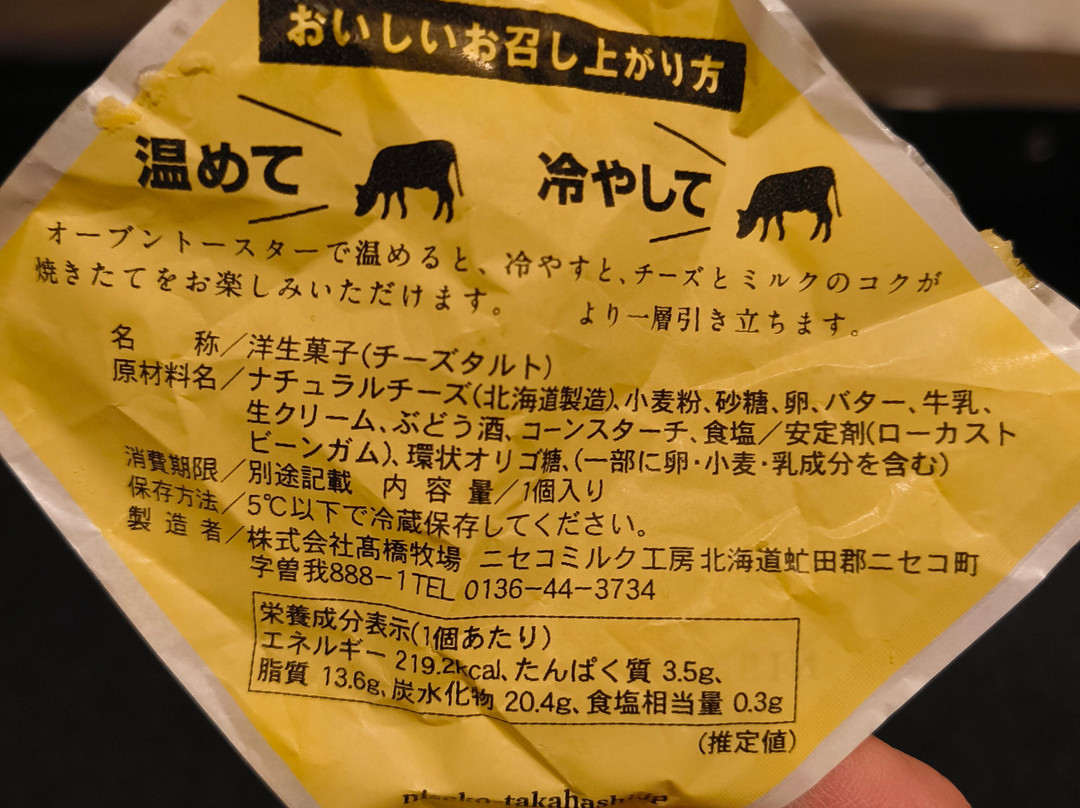 おいしいお召し上がり方
温めて
オーブントースターで温めると、
焼きたてをお楽しみいただけます。
冷やして
冷やすと、チーズとミルクのコクが
より一層引き立ちます。
名　称／洋生菓子(チーズタルト)
原材料名／ナチュラルチーズ(北海道製造)、小麦粉、砂糖、卵、バター、牛乳、
生クリーム、ぶどう酒、コーンスターチ、食塩／安定剤(ローカスト
ビーンガム)、環状オリゴ糖、(一部に卵・小麦・乳成分を含む)
消費期限／別途記載　内容量／1個入り
保存方法／5℃以下で冷蔵保存してください。
製造者／株式会社髙橋牧場　ニセコミルク工房 北海道虻田郡ニセコ町
字曽我888-1 TEL 0136-44-3734
栄養成分表示(1個あたり)
エネルギー 219.2kcal、たんぱく質 3.5g、
脂質 13.6g、炭水化物 20.4g、食塩相当量 0.3g
(推定値)